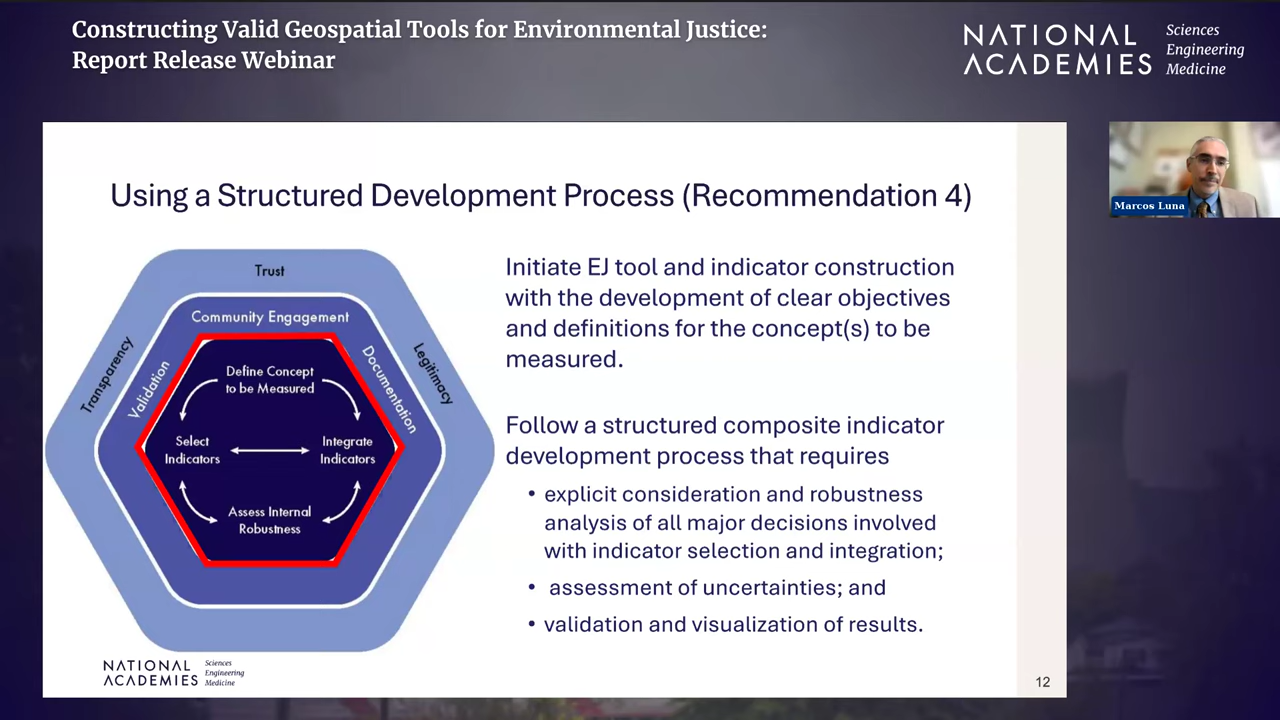 Constructing Valid Geospatial Tools for Environmental Justice:
Report Release Webinar
NATIONAL
ACADEMIES
Sciences
Engineering
Medicine
Marcos Luna
Using a Structured Development Process (Recommendation 4)
Trust
Transparency
Legitimacy
Community Engagement
Validation
Documentation
Define Concept
to be Measured
Select
Indicators
Integrate
Indicators
Assess Internal
Robustness
Initiate EJ tool and indicator construction
with the development of clear objectives
and definitions for the concept(s) to be
measured.
Follow a structured composite indicator
development process that requires
• explicit consideration and robustness
analysis of all major decisions involved
with indicator selection and integration;
• assessment of uncertainties; and
• validation and visualization of results.
NATIONAL
ACADEMIES
Sciences
Engineering
Medicine
12